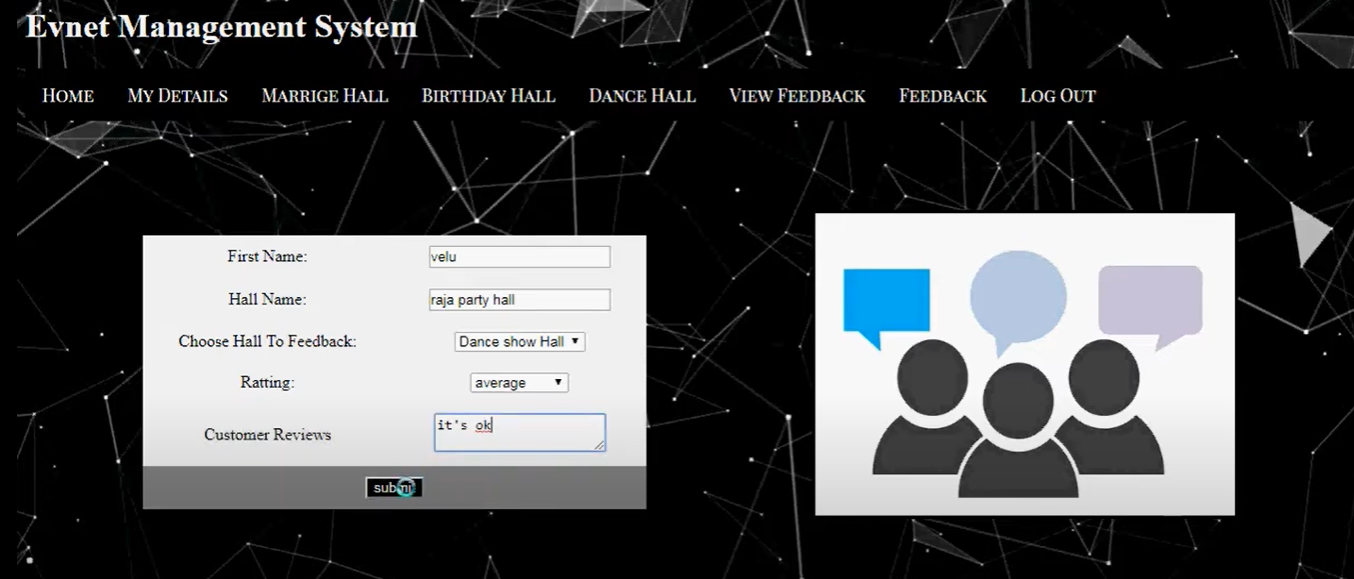 Evnet Management System
Home My Details Marrige Hall Birthday Hall Dance Hall View Feedback Feedback Log Out
First Name: velu
Hall Name: raja party hall
Choose Hall To Feedback: Dance show Hall
Ratting: average
Customer Reviews it's ok
submit